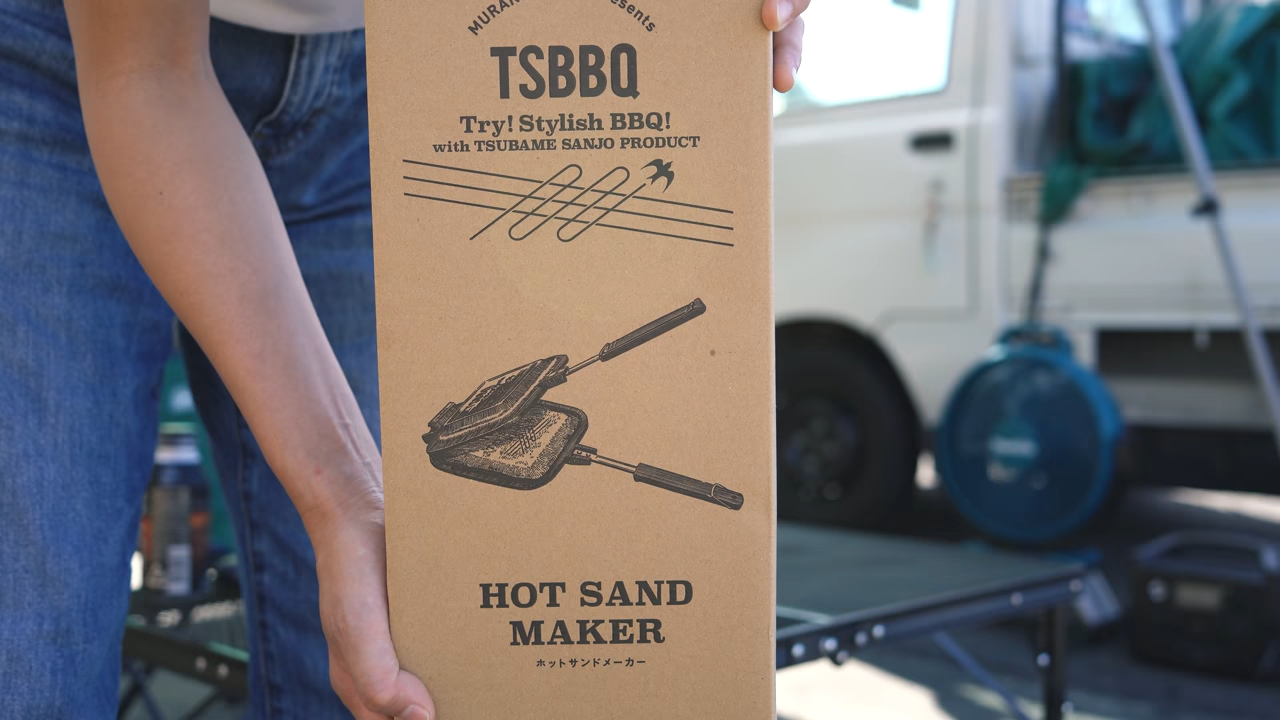 TSBBQ
Try! Stylish BBQ!
with TSUBAME SANJO PRODUCT
HOT SAND
MAKER
ホットサンドメーカー